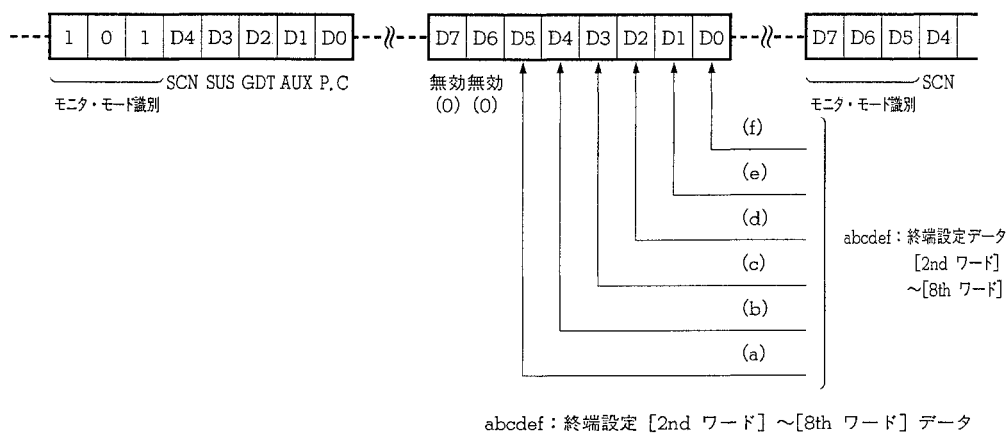 1 0 1 D4 D3 D2 D1 D0 D7 D6 D5 D4 D3 D2 D1 D0 D7 D6 D5 D4
SCN SUS GDT AUX P.C 無効 無効 SCN
モニタ・モード識別 (0) (0) モニタ・モード識別
(f)
(e)
(d)
abcdef：終端設定データ
[2nd ワード]
(c)
～[8th ワード]
(b)
(a)
abcdef：終端設定 [2nd ワード] ～[8th ワード] データ